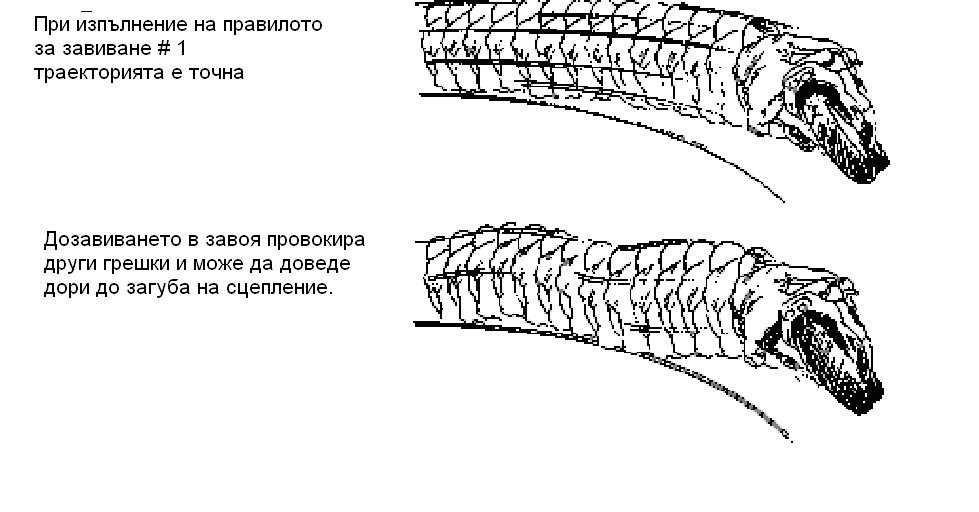 При изпълнение на правилото
за завиване # 1
траекторията е точна
Дозавиването в завоя провокира
други грешки и може да доведе
дори до загуба на сцепление.